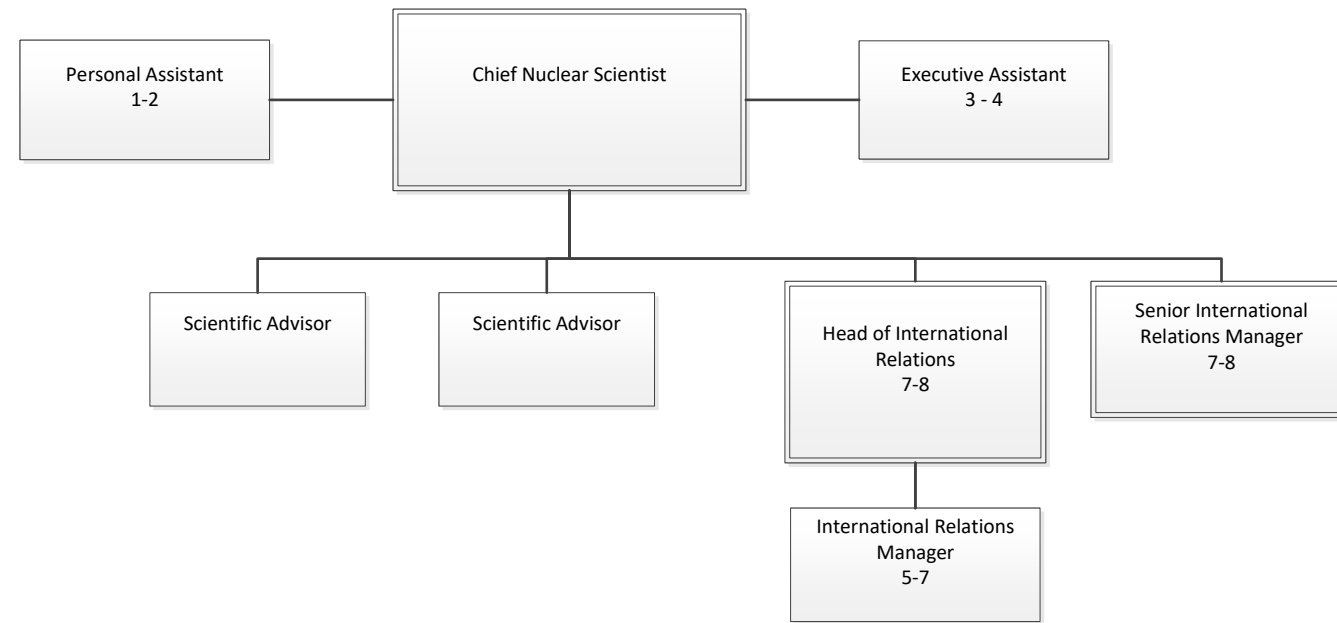 Personal Assistant
1-2
Chief Nuclear Scientist
Executive Assistant
3 - 4
Scientific Advisor
Scientific Advisor
Head of International
Relations
7-8
Senior International
Relations Manager
7-8
International Relations
Manager
5-7